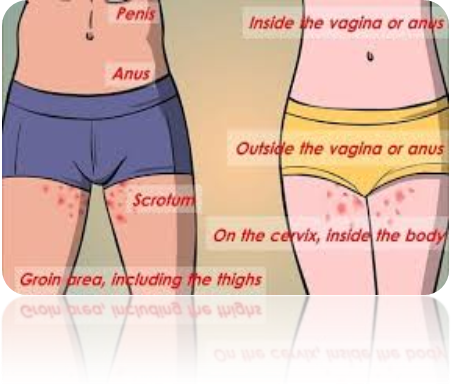 Penis
Inside the vagina or anus
Anus
Outside the vagina or anus
Scrotum
On the cervix, inside the body
Groin area, including the thighs